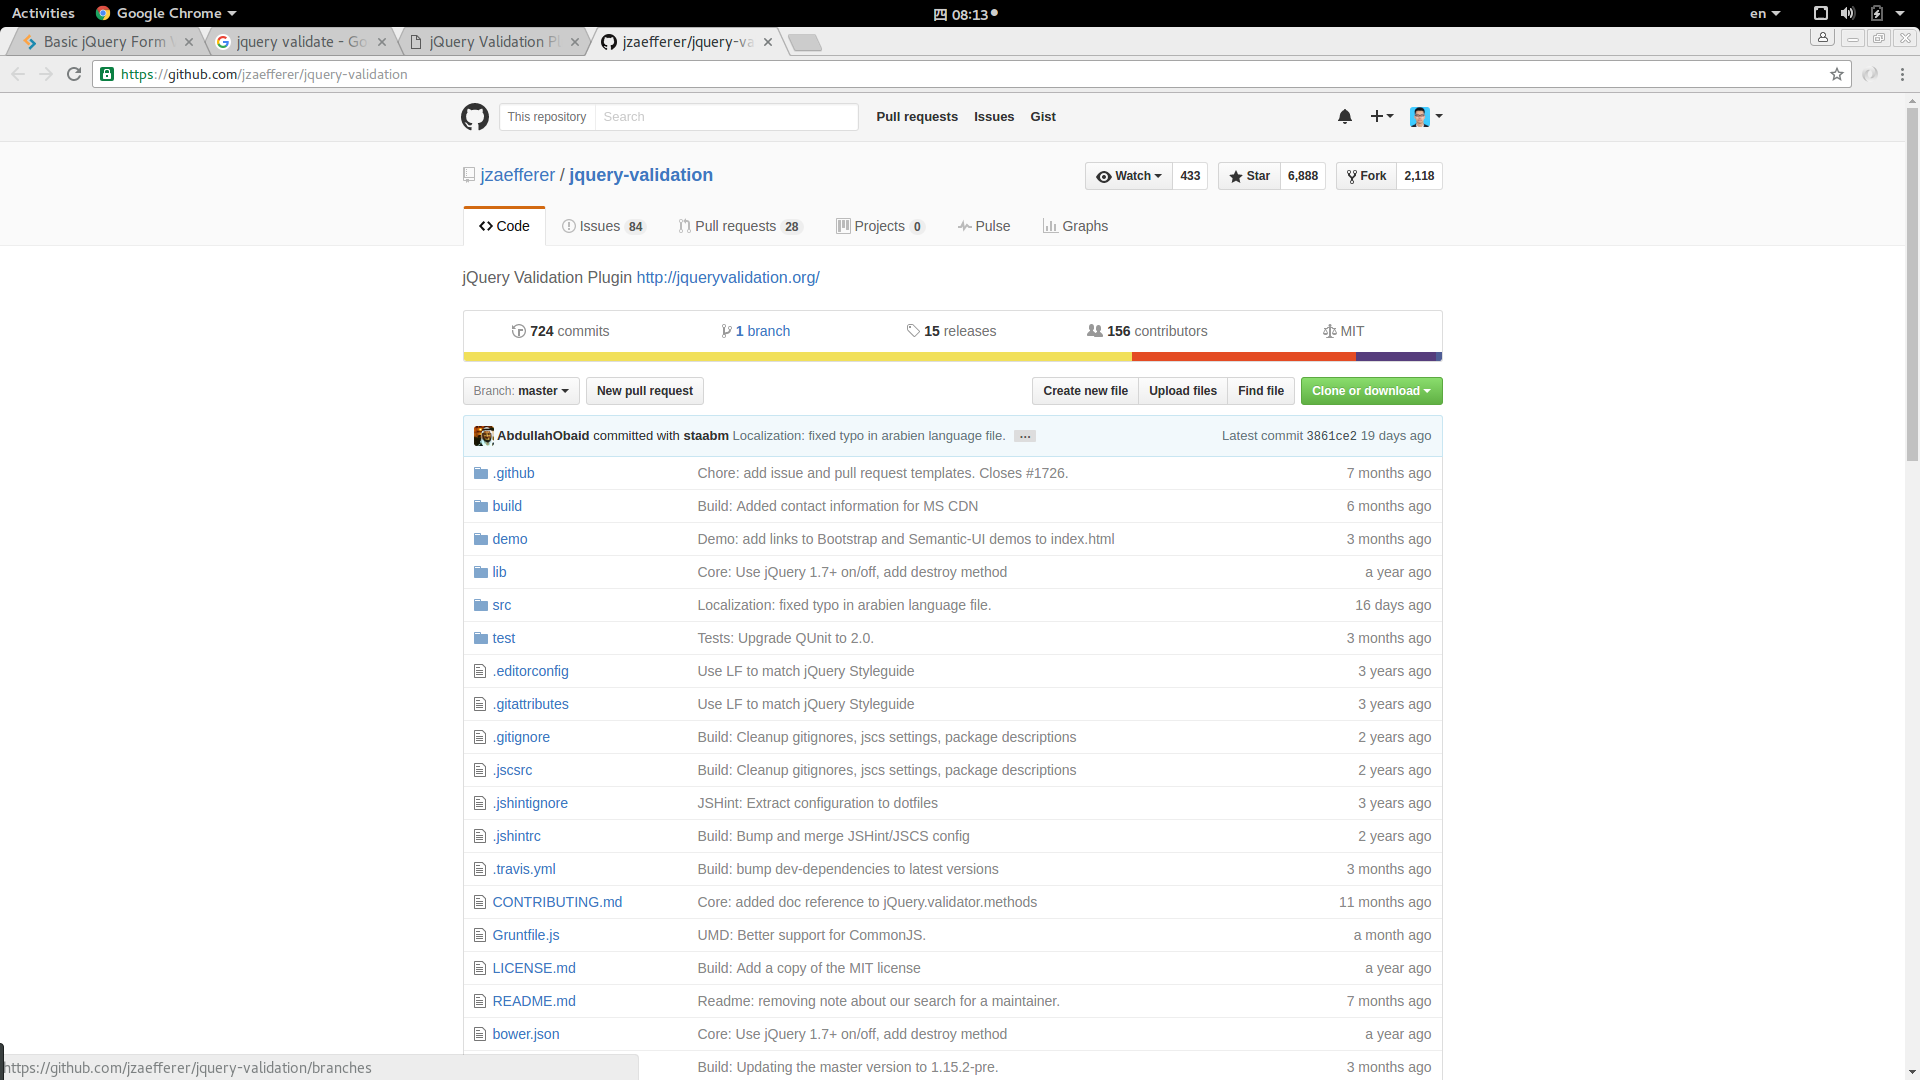 Activities Google Chrome 四 08:13 en
Basic jQuery Form V jquery validate - Go jQuery Validation Pl jzaefferer/jquery-va
https://github.com/jzaefferer/jquery-validation
This repository Search Pull requests Issues Gist
jzaefferer / jquery-validation Watch 433 Star 6,888 Fork 2,118
Code Issues 84 Pull requests 28 Projects 0 Pulse Graphs
jQuery Validation Plugin http://jqueryvalidation.org/
724 commits 1 branch 15 releases 156 contributors MIT
Branch: master New pull request Create new file Upload files Find file Clone or download
AbdullahObaid committed with staabm Localization: fixed typo in arabien language file. … Latest commit 3861ce2 19 days ago
.github Chore: add issue and pull request templates. Closes #1726. 7 months ago
build Build: Added contact information for MS CDN 6 months ago
demo Demo: add links to Bootstrap and Semantic-UI demos to index.html 3 months ago
lib Core: Use jQuery 1.7+ on/off, add destroy method a year ago
src Localization: fixed typo in arabien language file. 16 days ago
test Tests: Upgrade QUnit to 2.0. 3 months ago
.editorconfig Use LF to match jQuery Styleguide 3 years ago
.gitattributes Use LF to match jQuery Styleguide 3 years ago
.gitignore Build: Cleanup gitignores, jscs settings, package descriptions 2 years ago
.jscsrc Build: Cleanup gitignores, jscs settings, package descriptions 2 years ago
.jshintignore JSHint: Extract configuration to dotfiles 3 years ago
.jshintrc Build: Bump and merge JSHint/JSCS config 2 years ago
.travis.yml Build: bump dev-dependencies to latest versions 3 months ago
CONTRIBUTING.md Core: added doc reference to jQuery.validator.methods 11 months ago
Gruntfile.js UMD: Better support for CommonJS. a month ago
LICENSE.md Build: Add a copy of the MIT license a year ago
README.md Readme: removing note about our search for a maintainer. 7 months ago
bower.json Core: Use jQuery 1.7+ on/off, add destroy method a year ago
https://github.com/jzaefferer/jquery-validation/branches Build: Updating the master version to 1.15.2-pre. 3 months ago